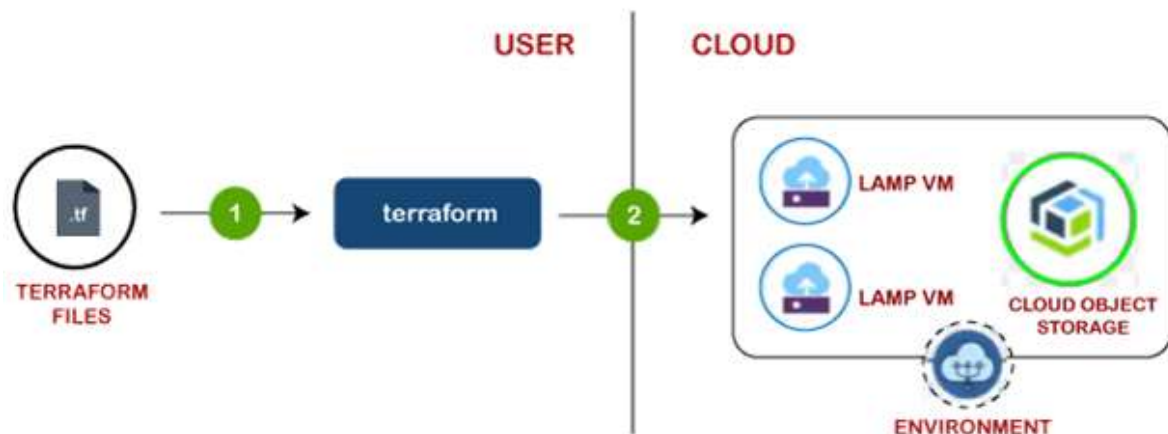 USER
CLOUD
.tf
TERRAFORM
FILES
1
terraform
2
LAMP VM
LAMP VM
CLOUD OBJECT
STORAGE
ENVIRONMENT